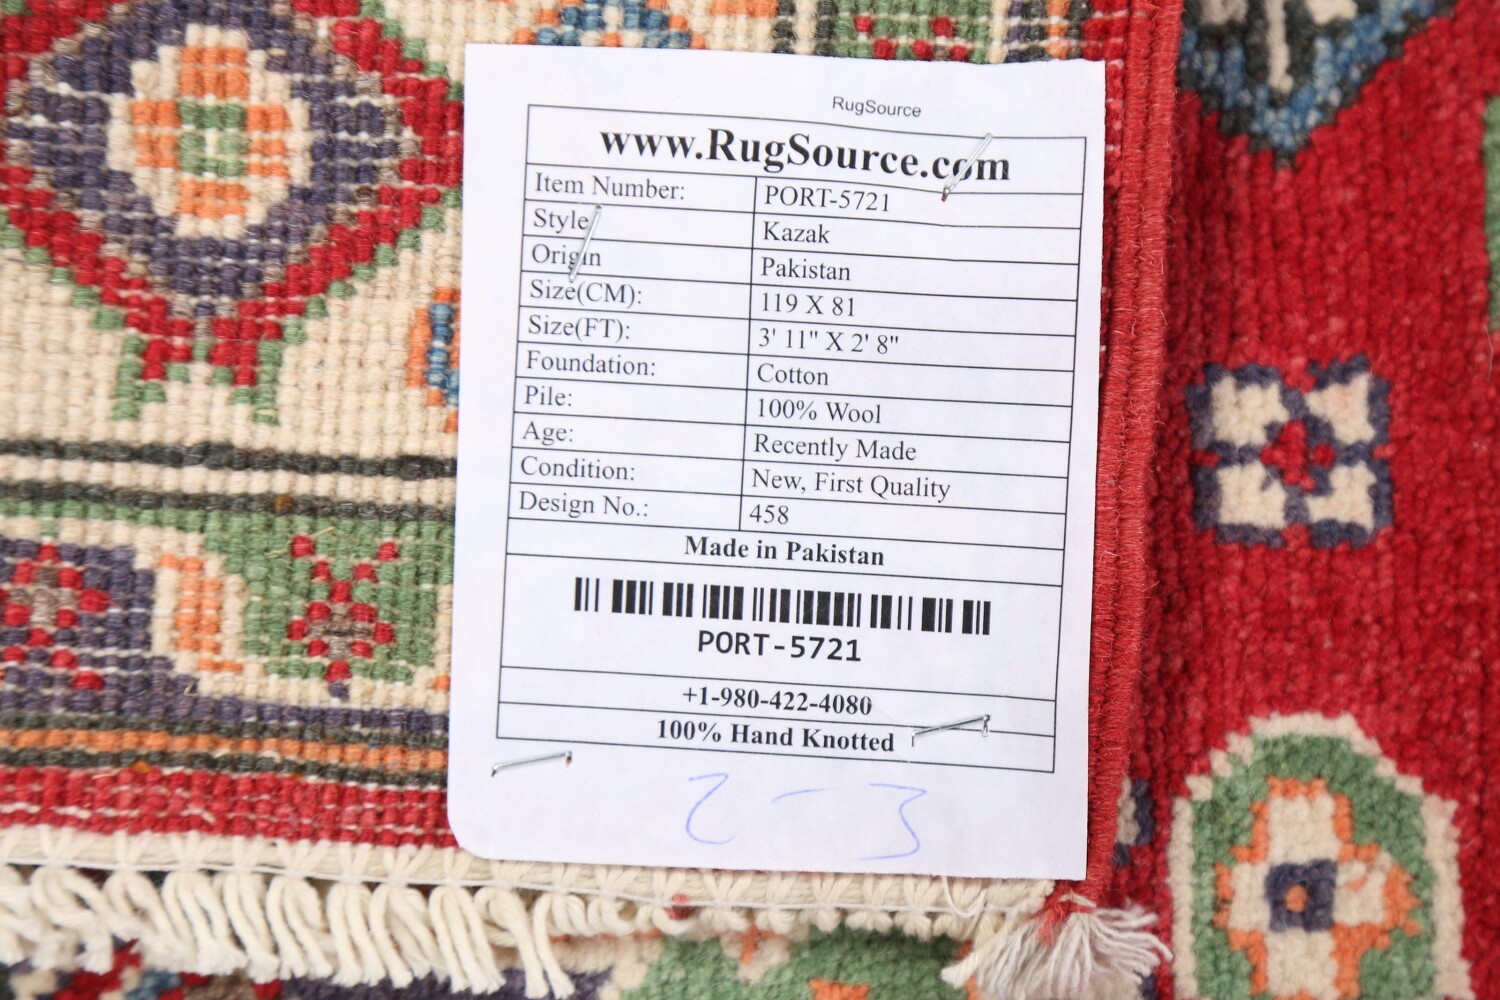 RugSource
www.RugSource.com
Item Number: PORT-5721
Style Kazak
Origin Pakistan
Size(CM): 119 X 81
Size(FT): 3' 11" X 2' 8"
Foundation: Cotton
Pile: 100% Wool
Age: Recently Made
Condition: New, First Quality
Design No.: 458
Made in Pakistan
PORT-5721
+1-980-422-4080
100% Hand Knotted
2-3